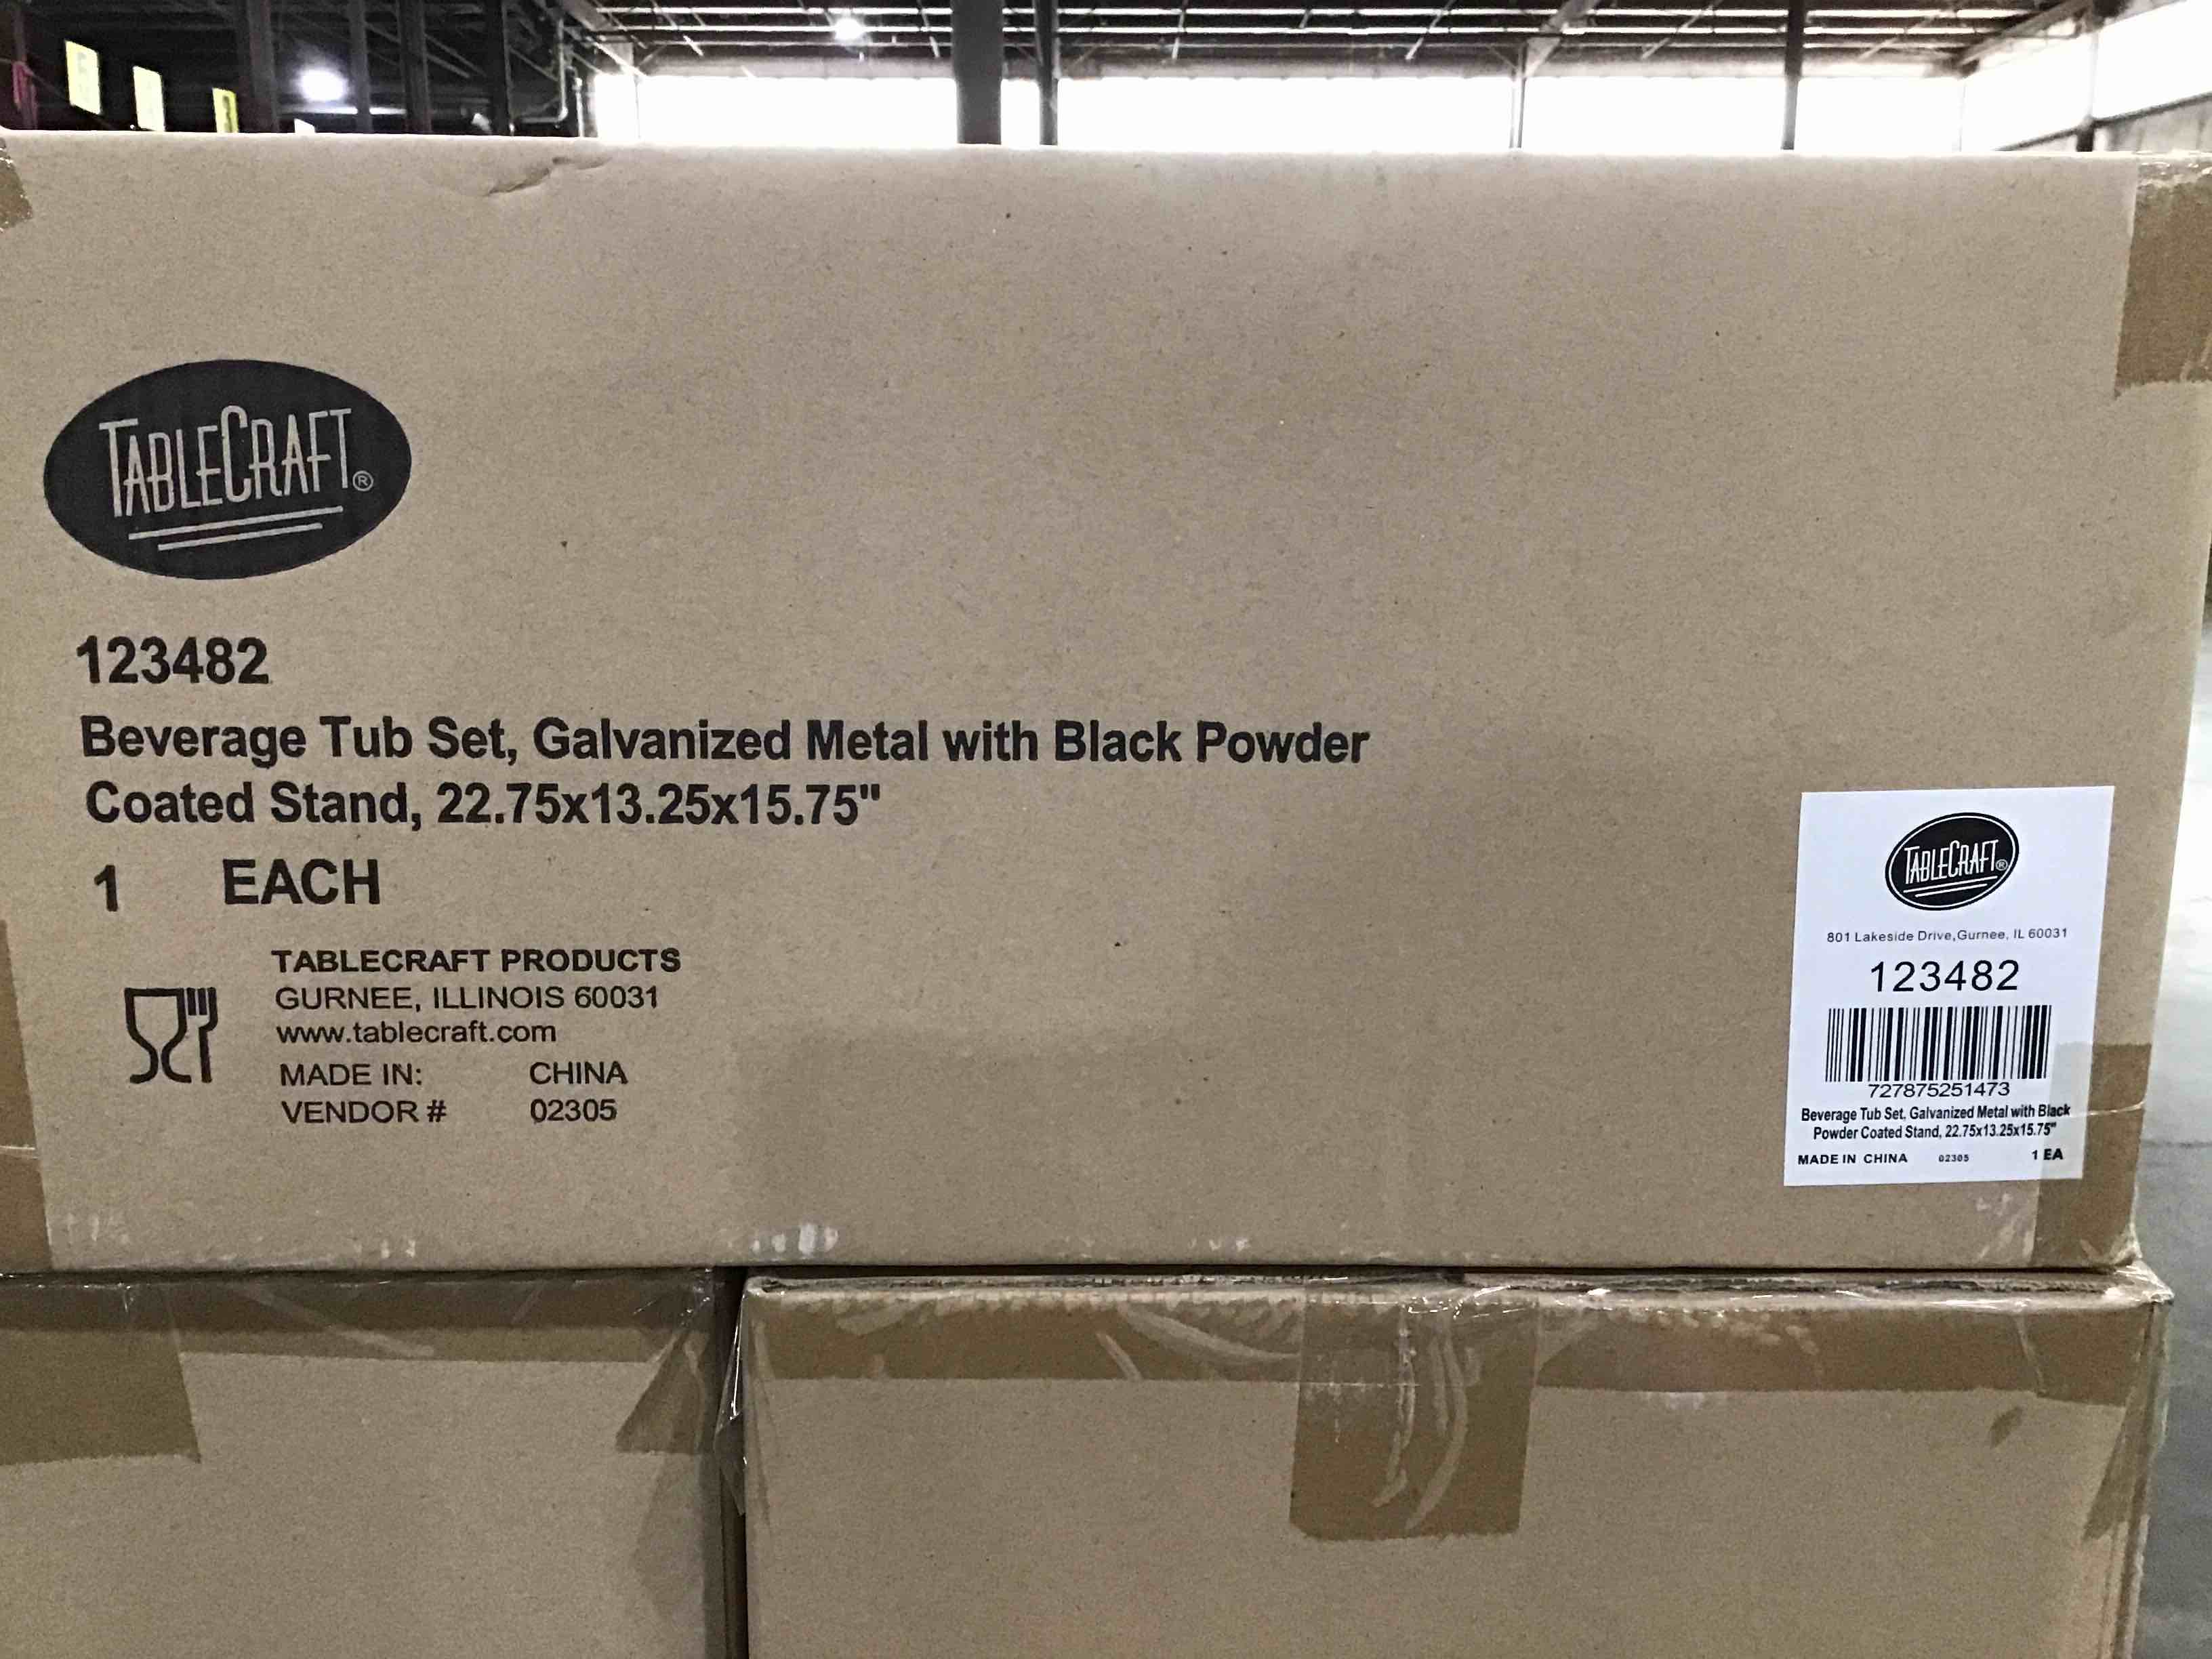 TABLECRAFT®
123482
Beverage Tub Set, Galvanized Metal with Black Powder
Coated Stand, 22.75x13.25x15.75"
1 EACH
TABLECRAFT PRODUCTS
GURNEE, ILLINOIS 60031
www.tablecraft.com
MADE IN: CHINA
VENDOR # 02305
TABLECRAFT®
801 Lakeside Drive,Gurnee, IL 60031
123482
727875251473
Beverage Tub Set, Galvanized Metal with Black
Powder Coated Stand, 22.75x13.25x15.75"
MADE IN CHINA 02305 1 EA